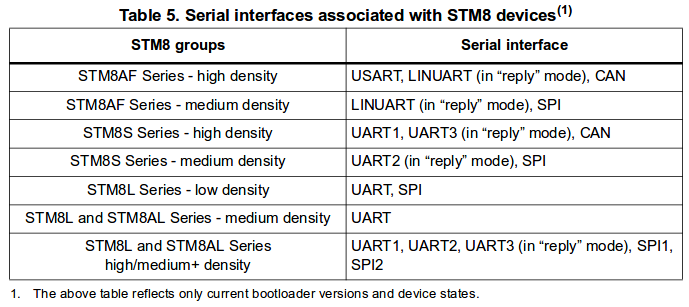 Table 5. Serial interfaces associated with STM8 devices(1)
STM8 groups Serial interface
STM8AF Series - high density USART, LINUART (in “reply” mode), CAN
STM8AF Series - medium density LINUART (in “reply” mode), SPI
STM8S Series - high density UART1, UART3 (in “reply” mode), CAN
STM8S Series - medium density UART2 (in “reply” mode), SPI
STM8L Series - low density UART, SPI
STM8L and STM8AL Series - medium density UART
STM8L and STM8AL Series
high/medium+ density
UART1, UART2, UART3 (in “reply” mode), SPI1,
SPI2
1. The above table reflects only current bootloader versions and device states.